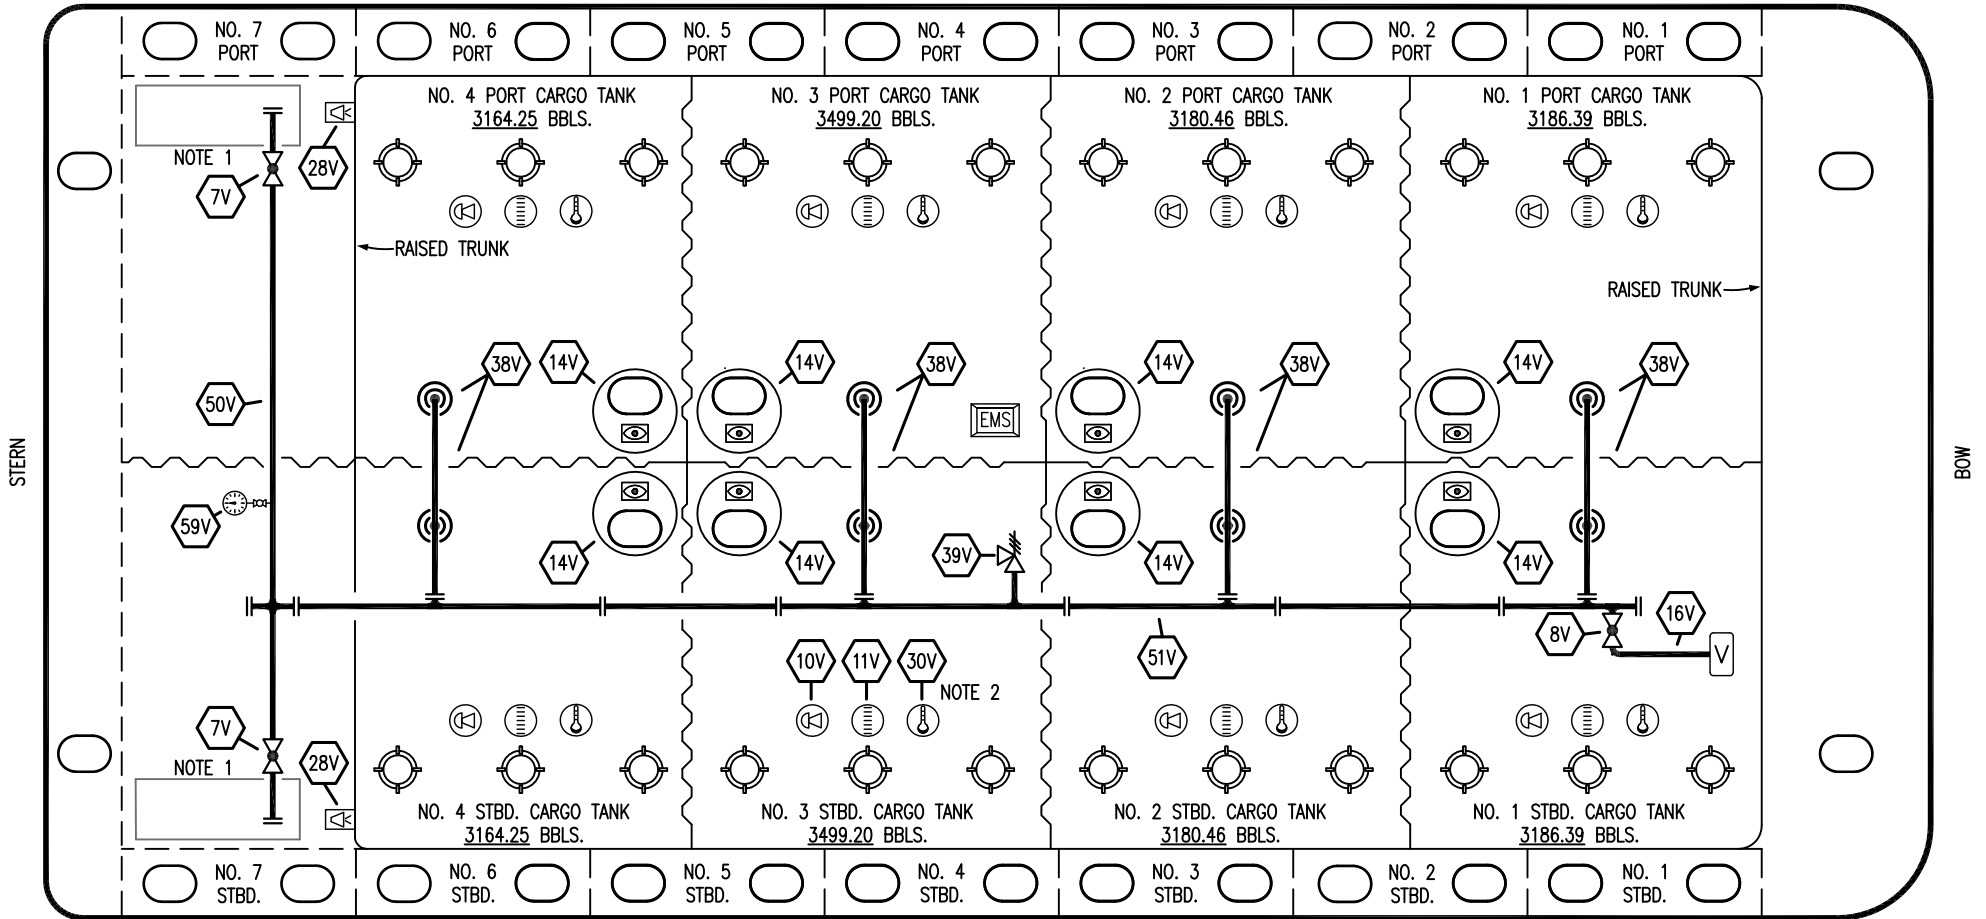 NO. 7
PORT
NO. 6
PORT
NO. 5
PORT
NO. 4
PORT
NO. 3
PORT
NO. 2
PORT
NO. 1
PORT
NO. 4 PORT CARGO TANK
3164.25 BBLS.
NO. 3 PORT CARGO TANK
3499.20 BBLS.
NO. 2 PORT CARGO TANK
3180.46 BBLS.
NO. 1 PORT CARGO TANK
3186.39 BBLS.
NOTE 1
28V
7V
RAISED TRUNK
RAISED TRUNK
38V
14V
14V
38V
14V
38V
14V
38V
50V
EMS
STERN
BOW
59V
14V
14V
39V
14V
14V
16V
8V
V
10V
11V
30V
51V
NOTE 2
7V
28V
NOTE 1
NO. 4 STBD. CARGO TANK
3164.25 BBLS.
NO. 3 STBD. CARGO TANK
3499.20 BBLS.
NO. 2 STBD. CARGO TANK
3180.46 BBLS.
NO. 1 STBD. CARGO TANK
3186.39 BBLS.
NO. 7
STBD.
NO. 6
STBD.
NO. 5
STBD.
NO. 4
STBD.
NO. 3
STBD.
NO. 2
STBD.
NO. 1
STBD.